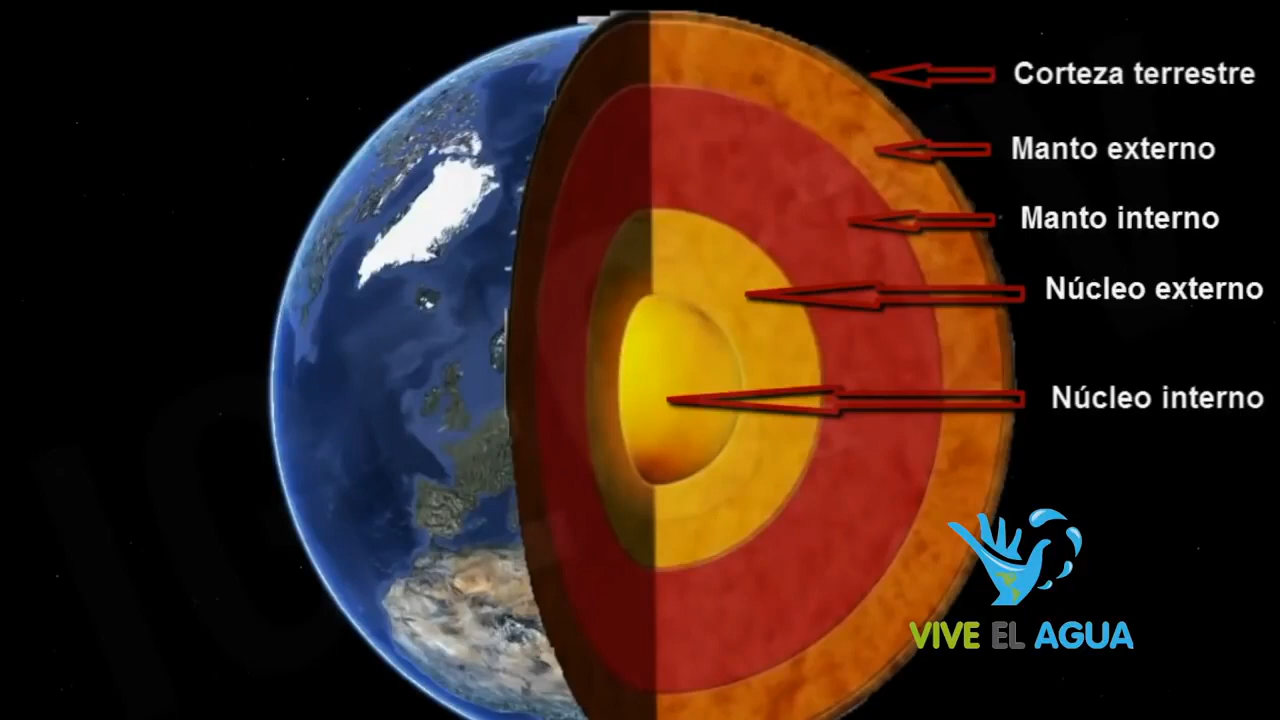 Corteza terrestre
Manto externo
Manto interno
Núcleo externo
Núcleo interno
VIVE EL AGUA